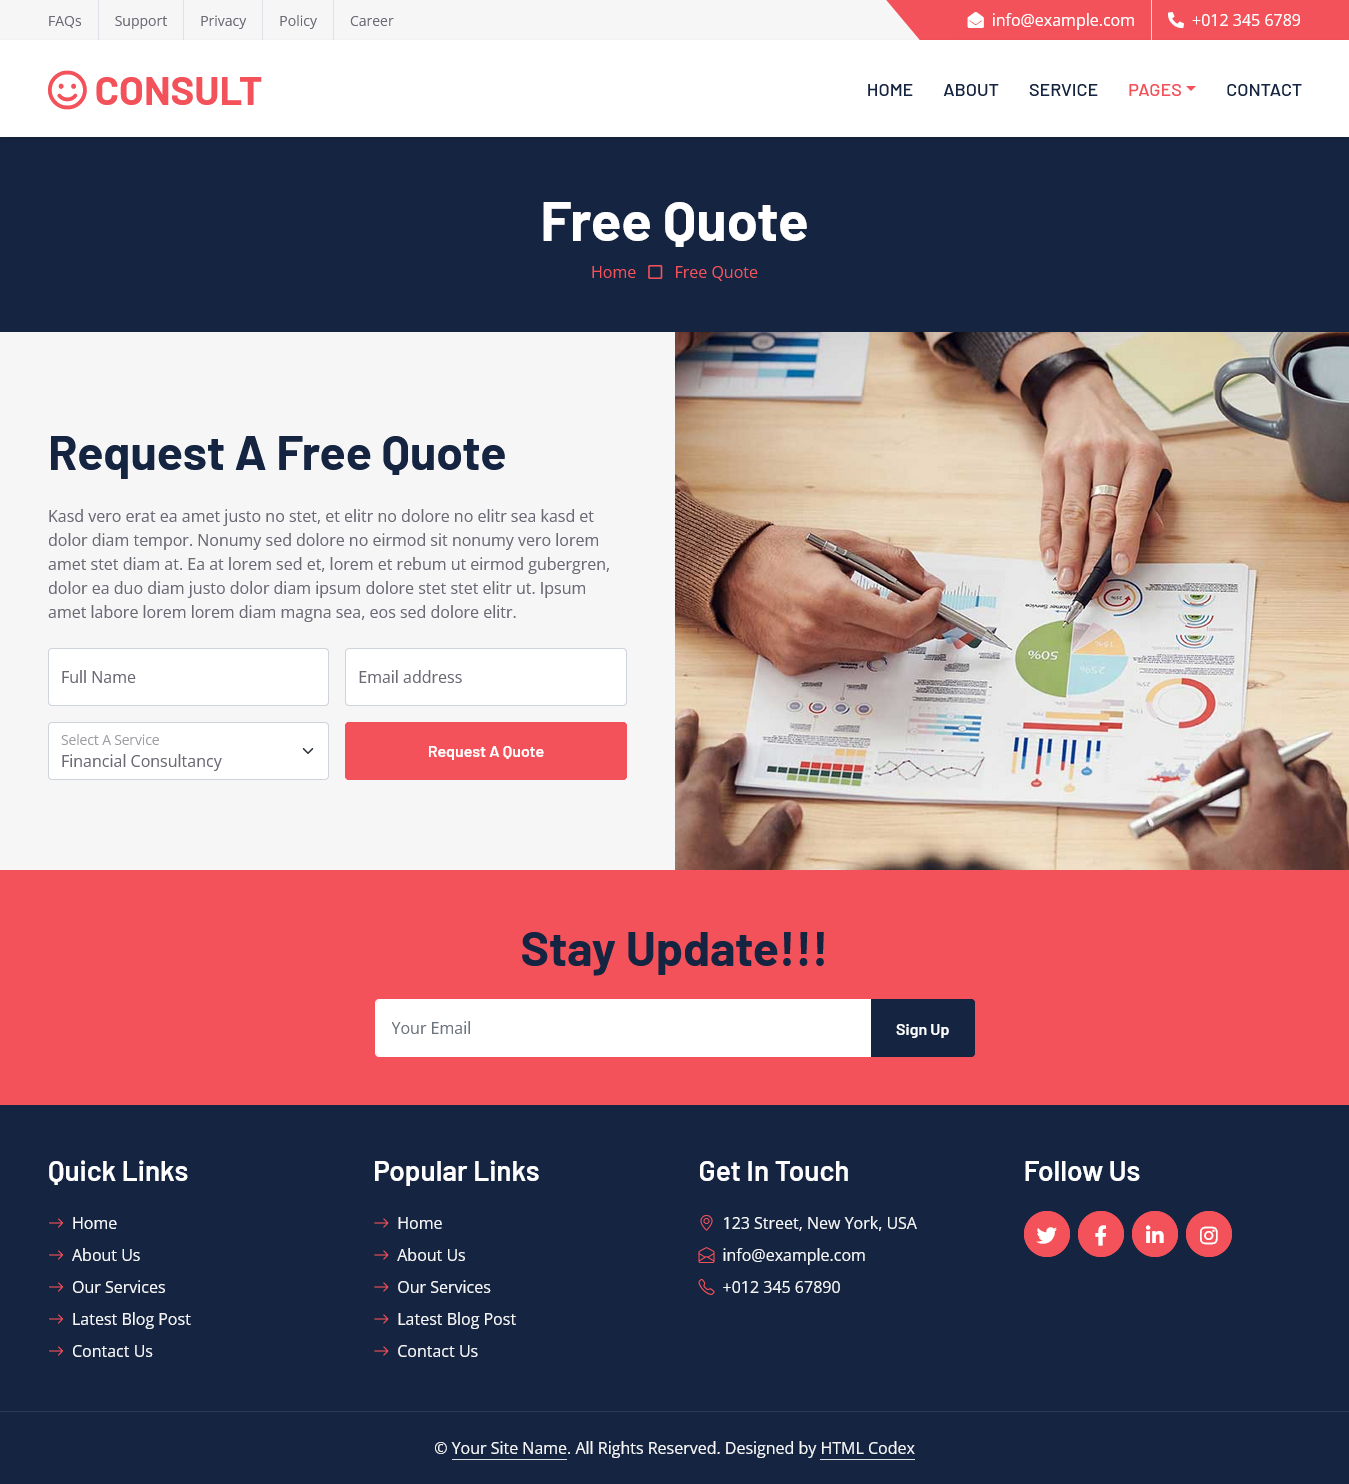 FAQs Support Privacy Policy Career info@example.com +012 345 6789
CONSULT HOME ABOUT SERVICE PAGES CONTACT
Free Quote
Home Free Quote
Request A Free Quote
Kasd vero erat ea amet justo no stet, et elitr no dolore no elitr sea kasd et
dolor diam tempor. Nonumy sed dolore no eirmod sit nonumy vero lorem
amet stet diam at. Ea at lorem sed et, lorem et rebum ut eirmod gubergren,
dolor ea duo diam justo dolor diam ipsum dolore stet stet elitr ut. Ipsum
amet labore lorem lorem diam magna sea, eos sed dolore elitr.
Full Name Email address
Select A Service
Financial Consultancy
Request A Quote
50%
25%
15%
Stay Update!!!
Your Email Sign Up
Quick Links
Home
About Us
Our Services
Latest Blog Post
Contact Us
Popular Links
Home
About Us
Our Services
Latest Blog Post
Contact Us
Get In Touch
123 Street, New York, USA
info@example.com
+012 345 67890
Follow Us
© Your Site Name. All Rights Reserved. Designed by HTML Codex